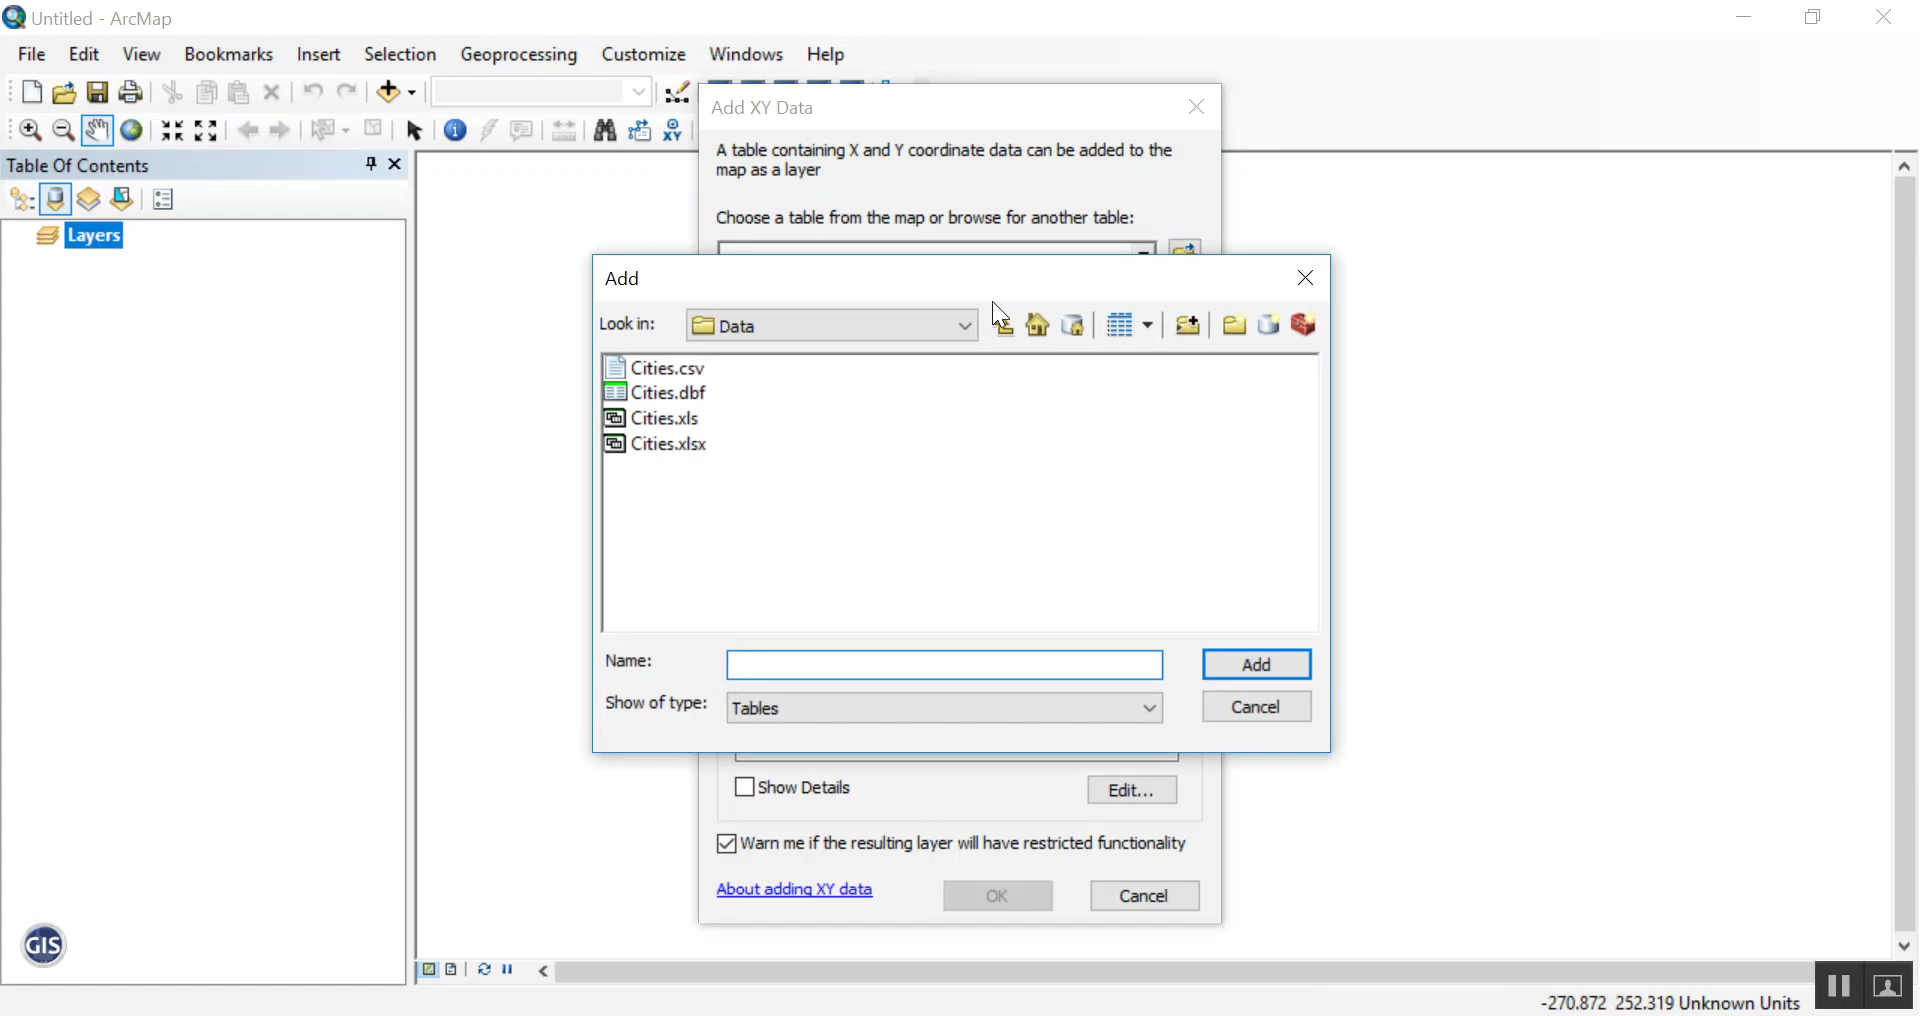 Untitled - ArcMap
File Edit View Bookmarks Insert Selection Geoprocessing Customize Windows Help
XY
Table Of Contents
Layers
GIS
Add XY Data
A table containing X and Y coordinate data can be added to the
map as a layer
Choose a table from the map or browse for another table:
Add
Look in:
Data
Cities.csv
Cities.dbf
Cities.xls
Cities.xlsx
Name:
Add
Show of type:
Tables
Cancel
Show Details
Edit...
Warn me if the resulting layer will have restricted functionality
About adding XY data
OK
Cancel
-270.872 252.319 Unknown Units